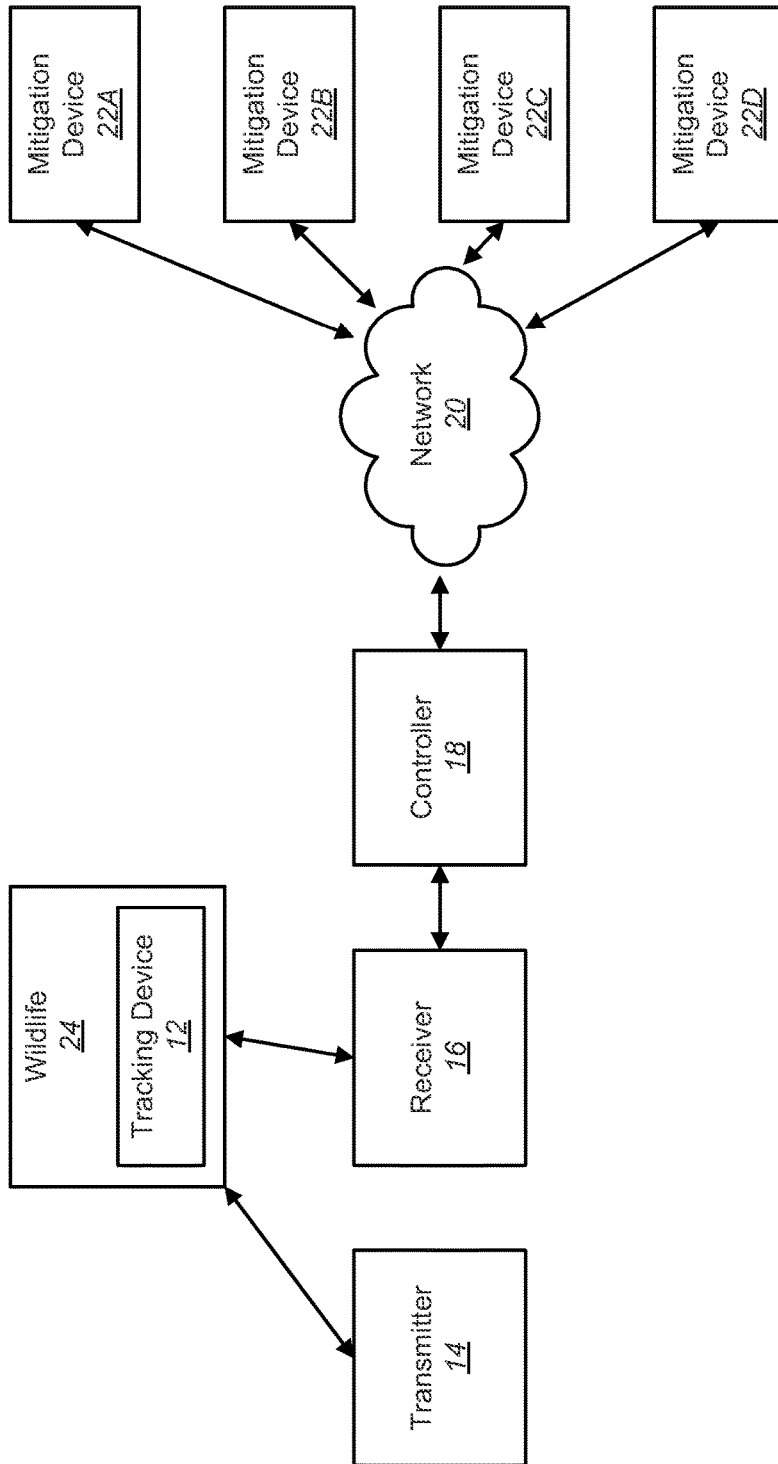 Wildlife
24
Tracking Device
12
Transmitter
14
Receiver
16
Controller
18
Network
20
Mitigation
Device
22A
Mitigation
Device
22B
Mitigation
Device
22C
Mitigation
Device
22D